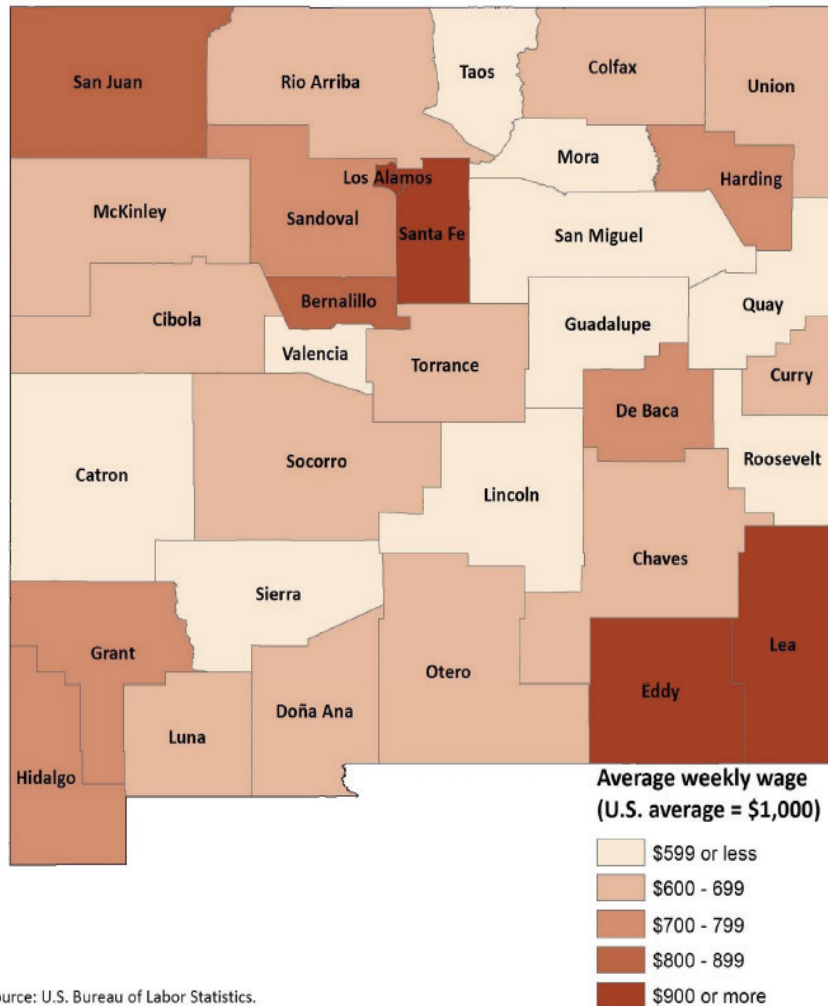 San Juan
Rio Arriba
Taos
Colfax
Union
Mora
Harding
McKinley
Los Alamos
Sandoval
Santa Fe
San Miguel
Bernalillo
Quay
Cibola
Guadalupe
Valencia
Torrance
Curry
De Baca
Socorro
Roosevelt
Catron
Lincoln
Chaves
Sierra
Grant
Lea
Otero
Eddy
Doña Ana
Luna
Hidalgo
Average weekly wage
(U.S. average = $1,000)
$599 or less
$600 - 699
$700 - 799
$800 - 899
$900 or more
ource: U.S. Bureau of Labor Statistics.